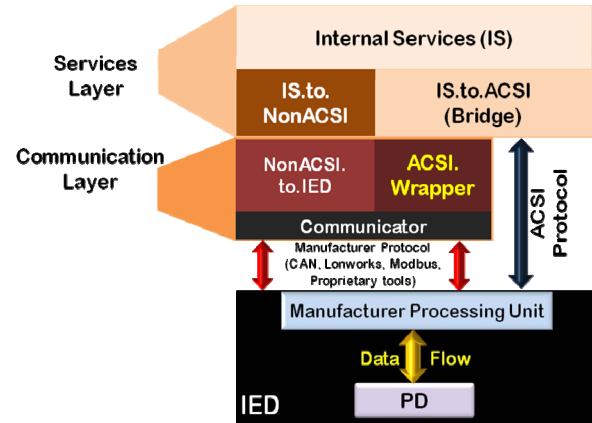 Internal Services (IS)
Services
Layer
IS.to.
NonACSI
IS.to.ACSI
(Bridge)
Communication
Layer
NonACSI.
to.IED
ACSI.
Wrapper
Communicator
ACSI
Protocol
Manufacturer Protocol
(CAN, Lonworks, Modbus,
Proprietary tools)
Manufacturer Processing Unit
Data Flow
PD
IED